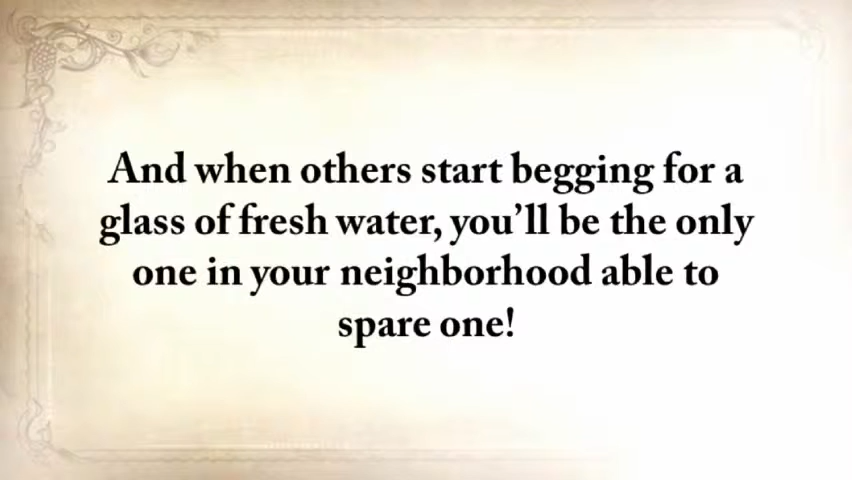 And when others start begging for a
glass of fresh water, you’ll be the only
one in your neighborhood able to
spare one!